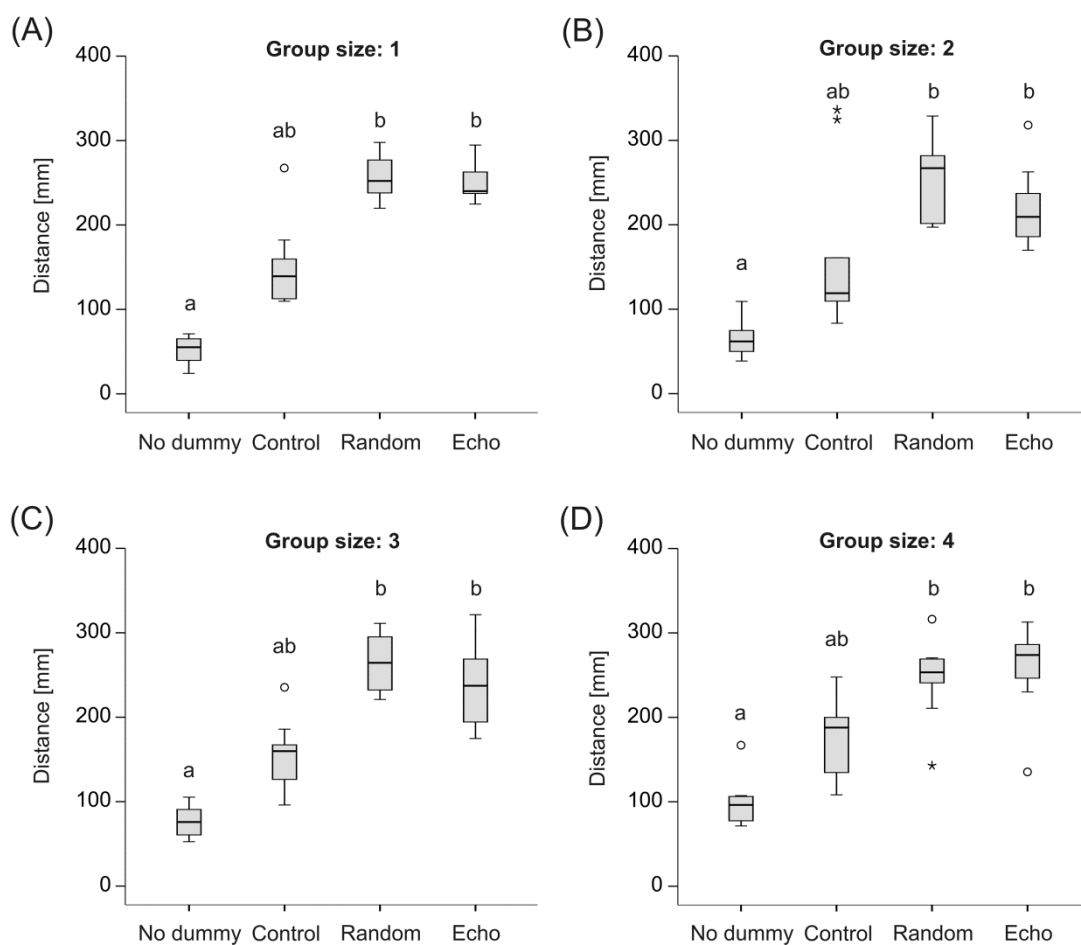 (A)
Group size: 1
Distance [mm]
400
300
200
100
0
a
ab
b
b
No dummy Control Random Echo
(B)
Group size: 2
Distance [mm]
400
300
200
100
0
a
ab
b
b
No dummy Control Random Echo
(C)
Group size: 3
Distance [mm]
400
300
200
100
0
a
ab
b
b
No dummy Control Random Echo
(D)
Group size: 4
Distance [mm]
400
300
200
100
0
a
ab
b
b
No dummy Control Random Echo